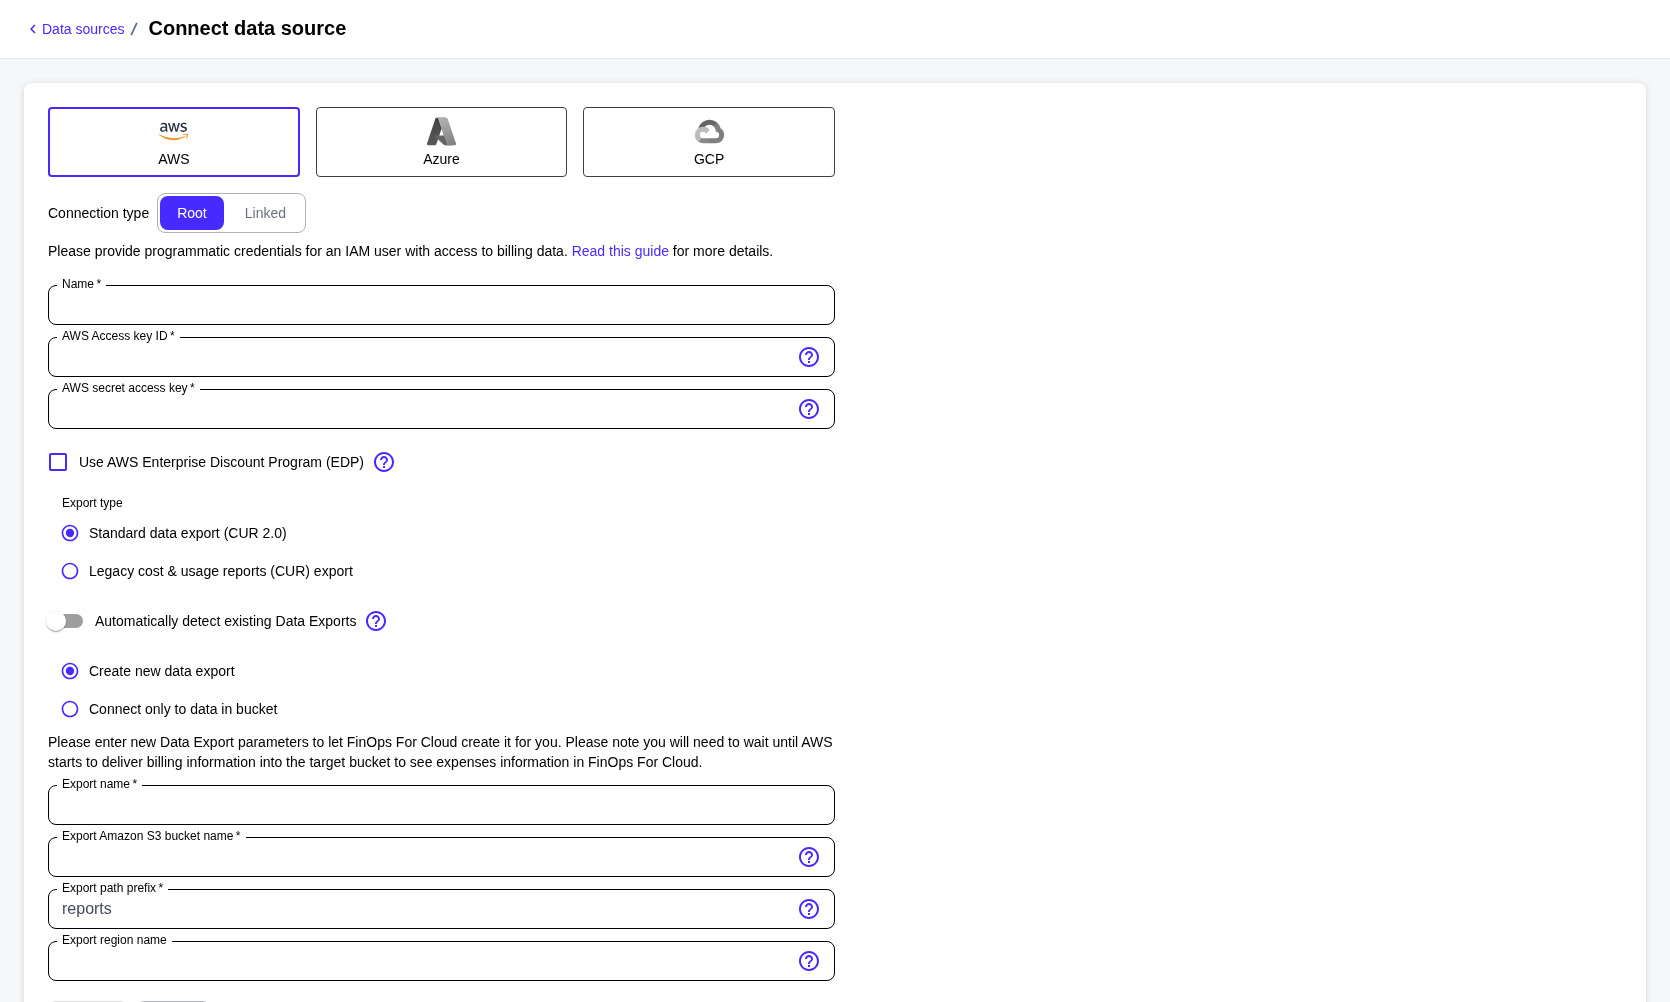 Data sources / Connect data source
aws
AWS
Azure
GCP
Connection type Root Linked
Please provide programmatic credentials for an IAM user with access to billing data. Read this guide for more details.
Name *
AWS Access key ID *
AWS secret access key *
Use AWS Enterprise Discount Program (EDP)
Export type
Standard data export (CUR 2.0)
Legacy cost & usage reports (CUR) export
Automatically detect existing Data Exports
Create new data export
Connect only to data in bucket
Please enter new Data Export parameters to let FinOps For Cloud create it for you. Please note you will need to wait until AWS
starts to deliver billing information into the target bucket to see expenses information in FinOps For Cloud.
Export name *
Export Amazon S3 bucket name *
Export path prefix *
reports
Export region name